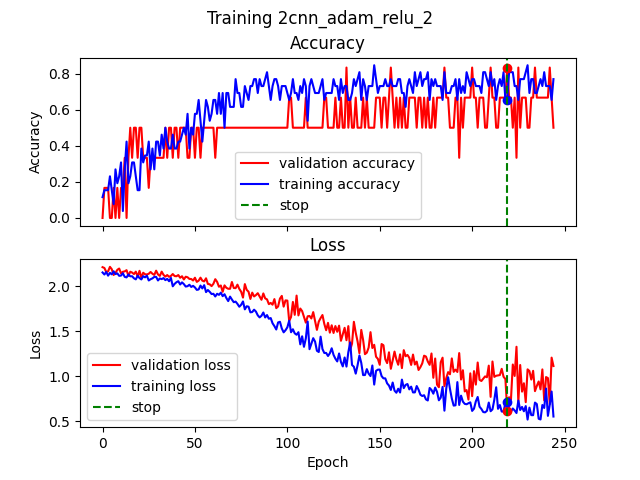 Training 2cnn_adam_relu_2
Accuracy
0.8
0.6
0.4
0.2
0.0
Accuracy
validation accuracy
training accuracy
stop
Loss
2.0
1.5
1.0
0.5
Loss
validation loss
training loss
stop
0 50 100 150 200 250
Epoch